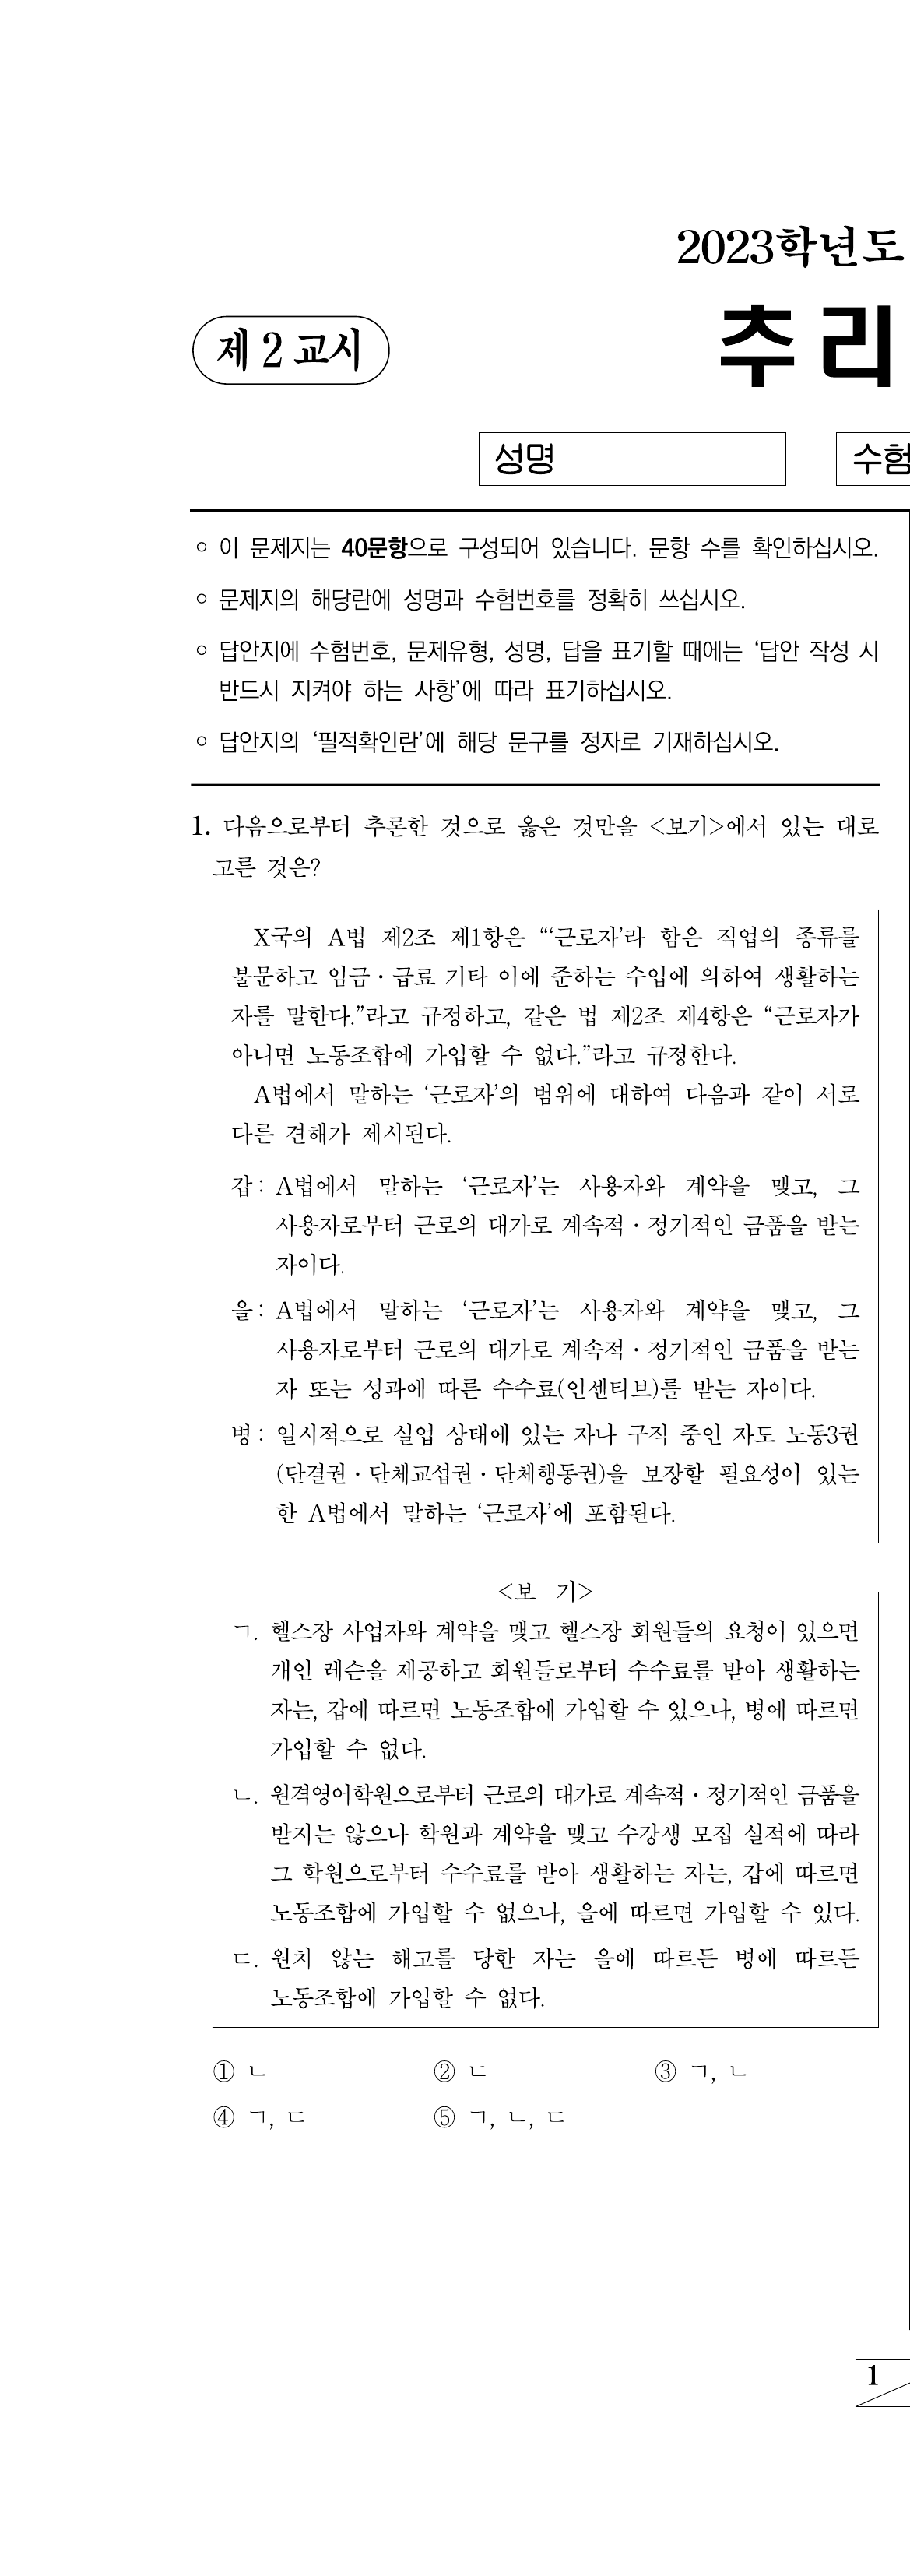 2023학년도
제 2 교시
추리
성명
수험
○ 이 문제지는 40문항으로 구성되어 있습니다. 문항 수를 확인하십시오.
○ 문제지의 해당란에 성명과 수험번호를 정확히 쓰십시오.
○ 답안지에 수험번호, 문제유형, 성명, 답을 표기할 때에는 ‘답안 작성 시
반드시 지켜야 하는 사항’에 따라 표기하십시오.
○ 답안지의 ‘필적확인란’에 해당 문구를 정자로 기재하십시오.
1. 다음으로부터 추론한 것으로 옳은 것만을 <보기>에서 있는 대로
고른 것은?
X국의 A법 제2조 제1항은 “‘근로자’라 함은 직업의 종류를
불문하고 임금·급료 기타 이에 준하는 수입에 의하여 생활하는
자를 말한다.”라고 규정하고, 같은 법 제2조 제4항은 “근로자가
아니면 노동조합에 가입할 수 없다.”라고 규정한다.
A법에서 말하는 ‘근로자’의 범위에 대하여 다음과 같이 서로
다른 견해가 제시된다.
갑: A법에서 말하는 ‘근로자’는 사용자와 계약을 맺고, 그
사용자로부터 근로의 대가로 계속적·정기적인 금품을 받는
자이다.
을: A법에서 말하는 ‘근로자’는 사용자와 계약을 맺고, 그
사용자로부터 근로의 대가로 계속적·정기적인 금품을 받는
자 또는 성과에 따른 수수료(인센티브)를 받는 자이다.
병: 일시적으로 실업 상태에 있는 자나 구직 중인 자도 노동3권
(단결권·단체교섭권·단체행동권)을 보장할 필요성이 있는
한 A법에서 말하는 ‘근로자’에 포함된다.
<보 기>
ㄱ. 헬스장 사업자와 계약을 맺고 헬스장 회원들의 요청이 있으면
개인 레슨을 제공하고 회원들로부터 수수료를 받아 생활하는
자는, 갑에 따르면 노동조합에 가입할 수 있으나, 병에 따르면
가입할 수 없다.
ㄴ. 원격영어학원으로부터 근로의 대가로 계속적·정기적인 금품을
받지는 않으나 학원과 계약을 맺고 수강생 모집 실적에 따라
그 학원으로부터 수수료를 받아 생활하는 자는, 갑에 따르면
노동조합에 가입할 수 없으나, 을에 따르면 가입할 수 있다.
ㄷ. 원치 않는 해고를 당한 자는 을에 따르든 병에 따르든
노동조합에 가입할 수 없다.
① ㄴ ② ㄷ ③ ㄱ, ㄴ
④ ㄱ, ㄷ ⑤ ㄱ, ㄴ, ㄷ
1